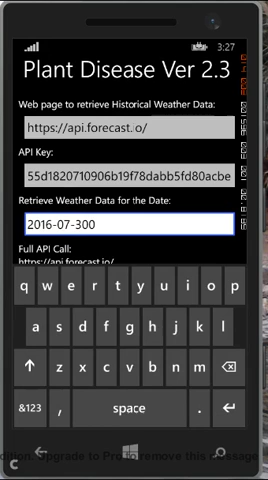 3:27
Plant Disease Ver 2.3
Web page to retrieve Historical Weather Data:
https://api.forecast.io/
API Key:
55d1820710906b19f78dabb5fd80acbe
Retrieve Weather Data for the Date:
2016-07-300
Full API Call:
https://api.forecast.io/
q w e r t y u i o p
a s d f g h j k l
z x c v b n m
&123 , space .
dition. Upgrade to Pro to remove this message